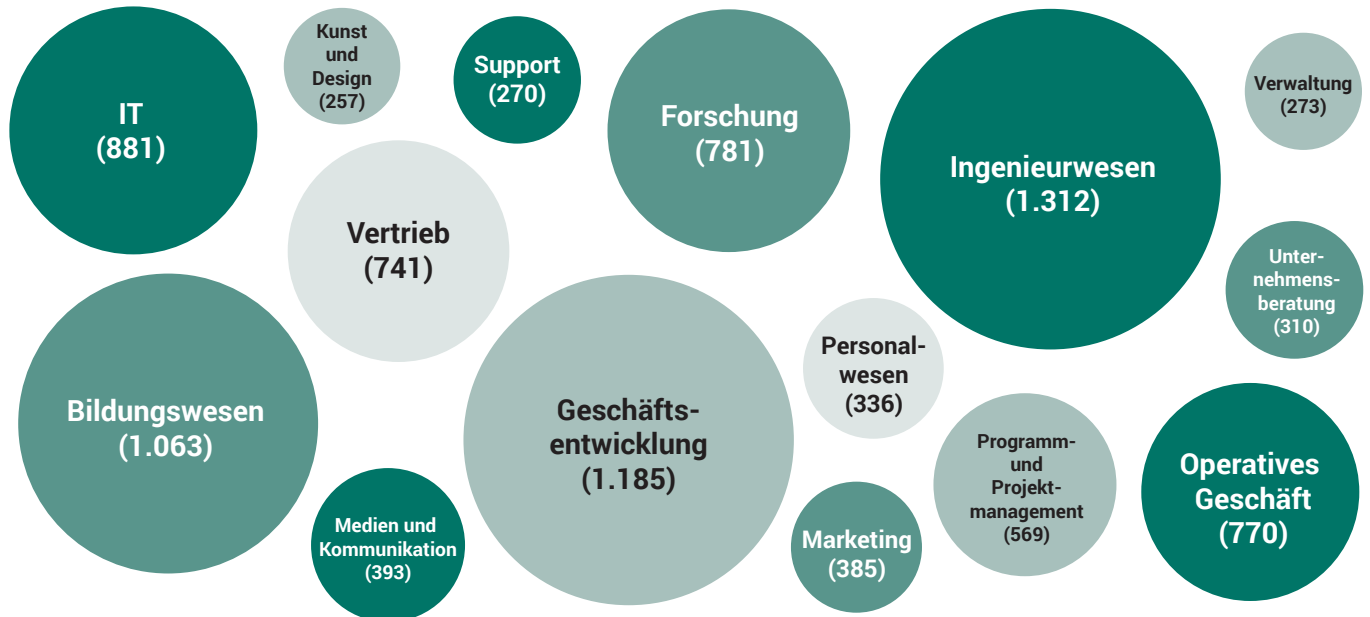 IT
(881)
Kunst
und
Design
(257)
Support
(270)
Forschung
(781)
Ingenieurwesen
(1.312)
Verwaltung
(273)
Vertrieb
(741)
Unter-
nehmens-
beratung
(310)
Bildungswesen
(1.063)
Geschäfts-
entwicklung
(1.185)
Personal-
wesen
(336)
Programm-
und
Projekt-
management
(569)
Operatives
Geschäft
(770)
Medien und
Kommunikation
(393)
Marketing
(385)